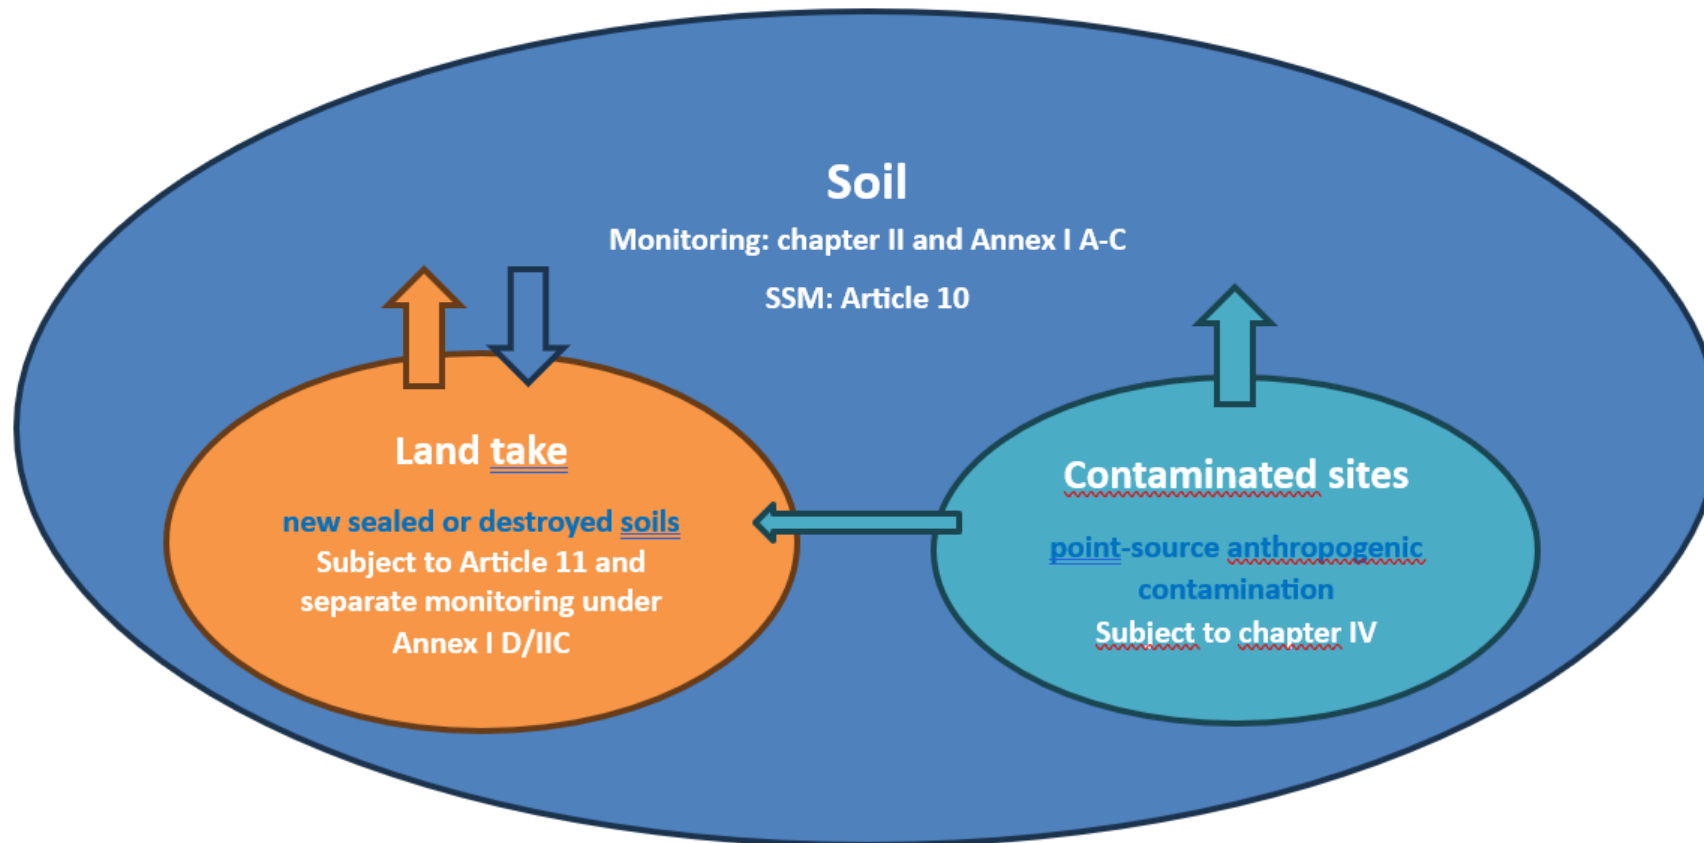 Soil
Monitoring: chapter II and Annex I A-C
SSM: Article 10
Land take
new sealed or destroyed soils
Subject to Article 11 and
separate monitoring under
Annex I D/IIC
Contaminated sites
point-source anthropogenic
contamination
Subject to chapter IV